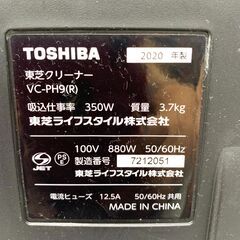 TOSHIBA 2020 年製
東芝クリーナー
VC-PH9(R)
吸込仕事率 350W 質量 3.7kg
東芝ライフスタイル株式会社
100V 880W 50/60Hz
製造番号 7212051
JET PS E
東芝ライフスタイル株式会社
電流ヒューズ 12.5A 50/60Hz 共用
MADE IN CHINA